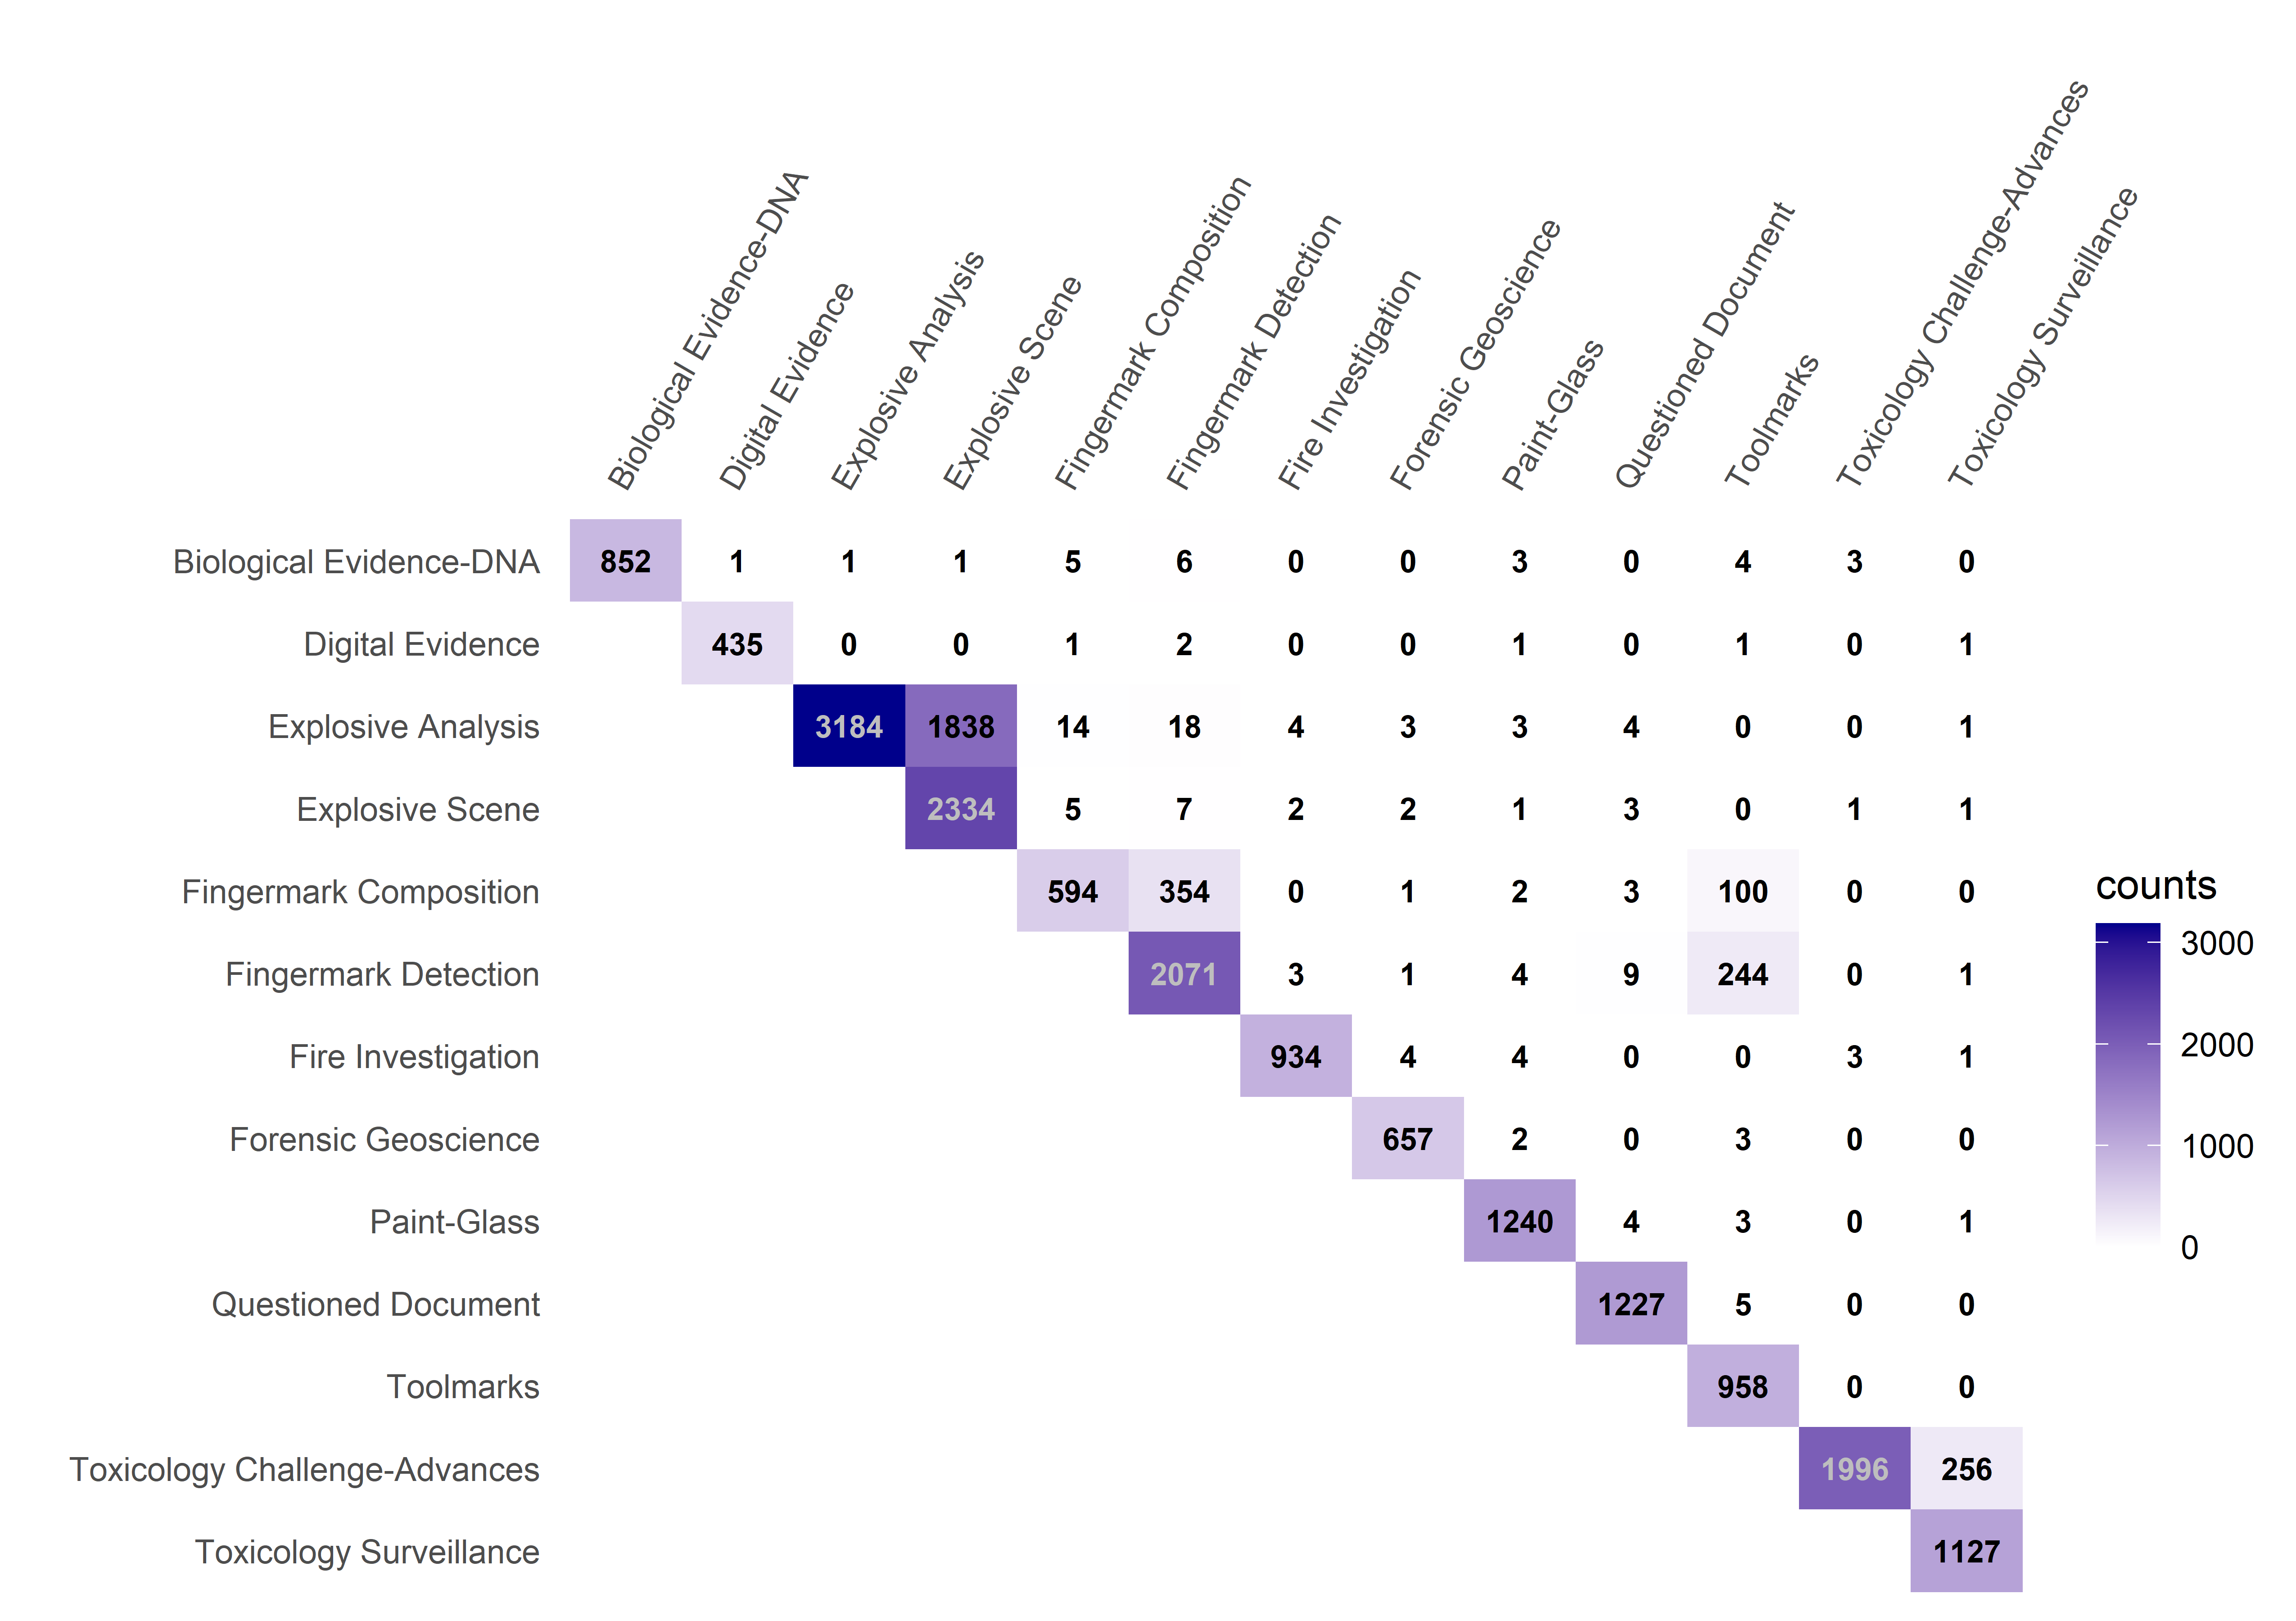 Biological Evidence-DNA
Digital Evidence
Explosive Analysis
Explosive Scene
Fingermark Composition
Fingermark Detection
Fire Investigation
Forensic Geoscience
Paint-Glass
Questioned Document
Toolmarks
Toxicology Challenge-Advances
Toxicology Surveillance
Biological Evidence-DNA 852 1 1 1 5 6 0 0 3 0 4 3 0
Digital Evidence 435 0 0 1 2 0 0 1 0 1 0 1
Explosive Analysis 3184 1838 14 18 4 3 3 4 0 0 1
Explosive Scene 2334 5 7 2 2 1 3 0 1 1
Fingermark Composition 594 354 0 1 2 3 100 0 0
Fingermark Detection 2071 3 1 4 9 244 0 1
Fire Investigation 934 4 4 0 0 3 1
Forensic Geoscience 657 2 0 3 0 0
Paint-Glass 1240 4 3 0 1
Questioned Document 1227 5 0 0
Toolmarks 958 0 0
Toxicology Challenge-Advances 1996 256
Toxicology Surveillance 1127
counts
3000
2000
1000
0